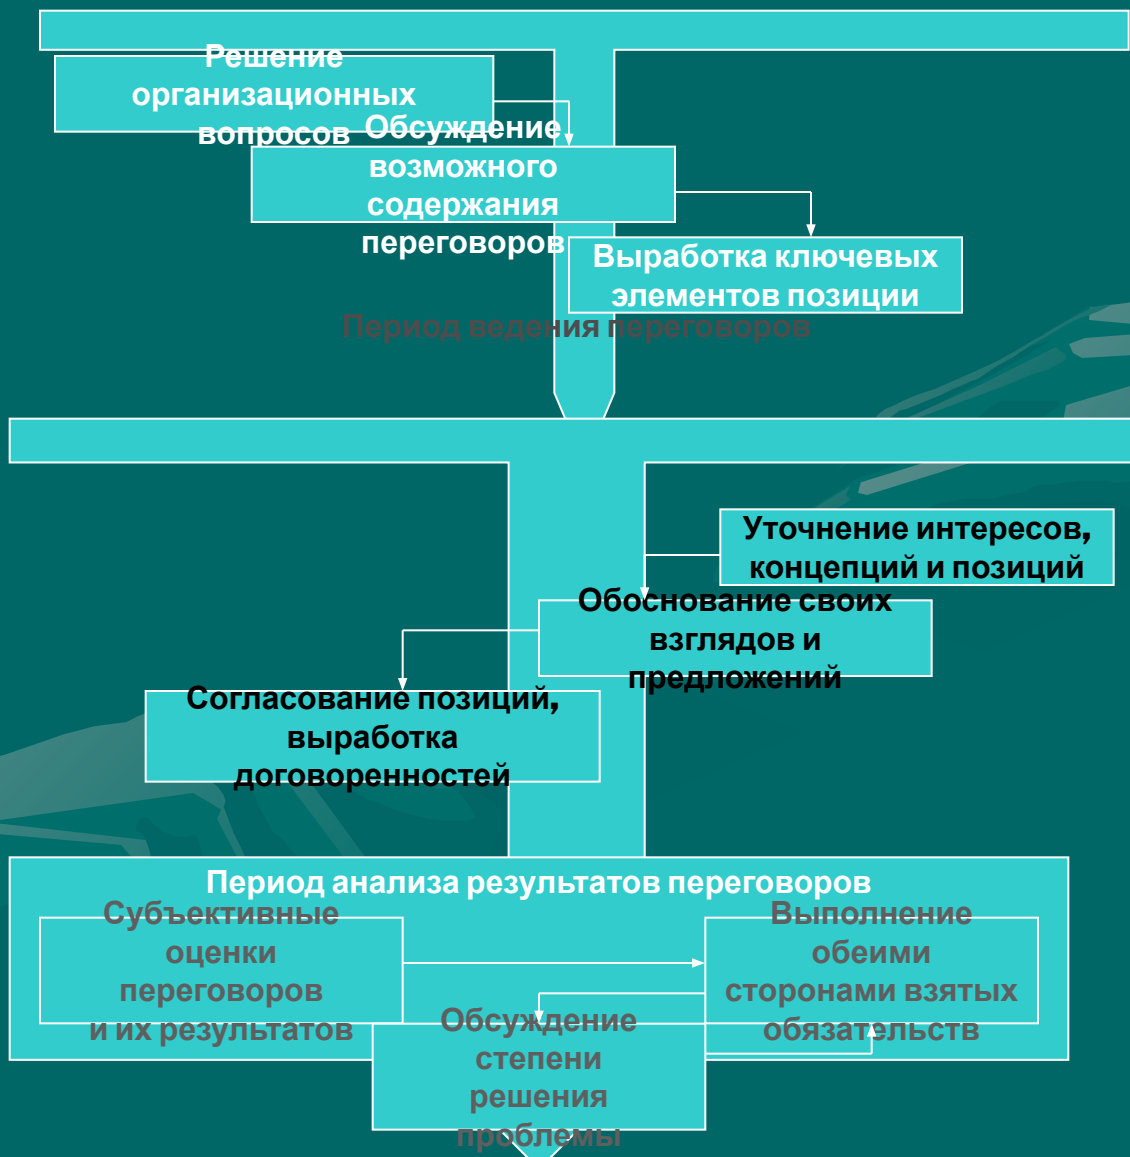 Решение
организационных
вопросов
Обсуждение
возможного
содержания
переговоров
Выработка ключевых
элементов позиции
Период ведения переговоров
Уточнение интересов,
концепций и позиций
Обоснование своих
взглядов и
предложений
Согласование позиций,
выработка
договоренностей
Период анализа результатов переговоров
Субъективные
оценки
переговоров
и их результатов
Выполнение
обеими
сторонами взятых
обязательств
Обсуждение
степени
решения
проблемы